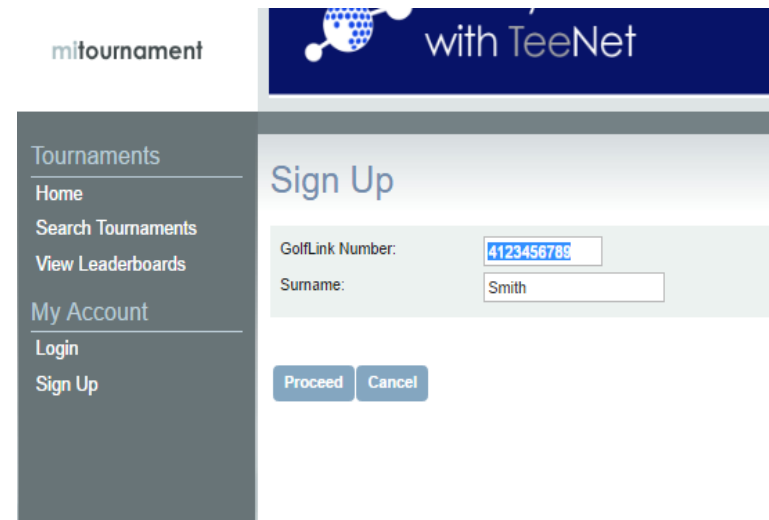 mitournament
with TeeNet
Tournaments
Home
Search Tournaments
View Leaderboards
My Account
Login
Sign Up
Sign Up
GolfLink Number: 4123456789
Surname: Smith
Proceed Cancel